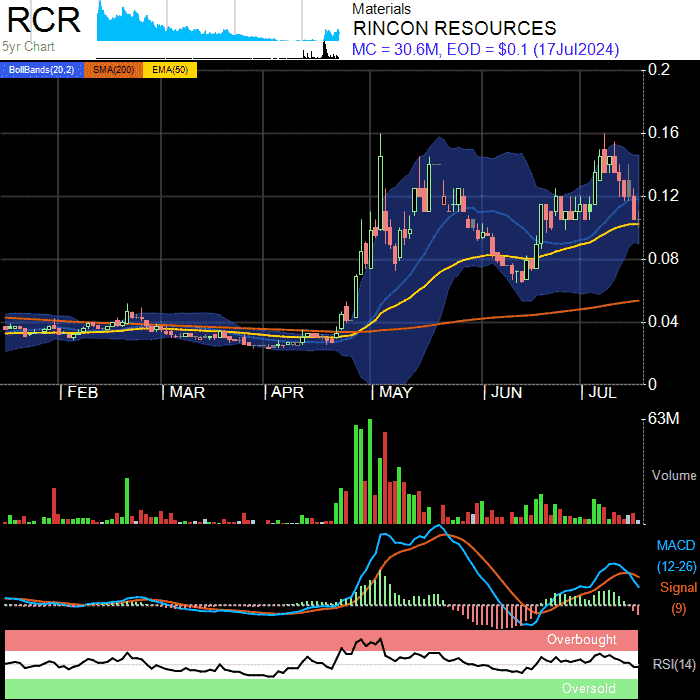 RCR
5yr Chart
Materials
RINCON RESOURCES
MC = 30.6M, EOD = $0.1 (17Jul2024)
BollBands(20,2) SMA(200) EMA(50)
0.2
0.16
0.12
0.08
0.04
0
FEB MAR APR MAY JUN JUL
63M
Volume
MACD
(12-26)
Signal
(9)
Overbought
RSI(14)
Oversold